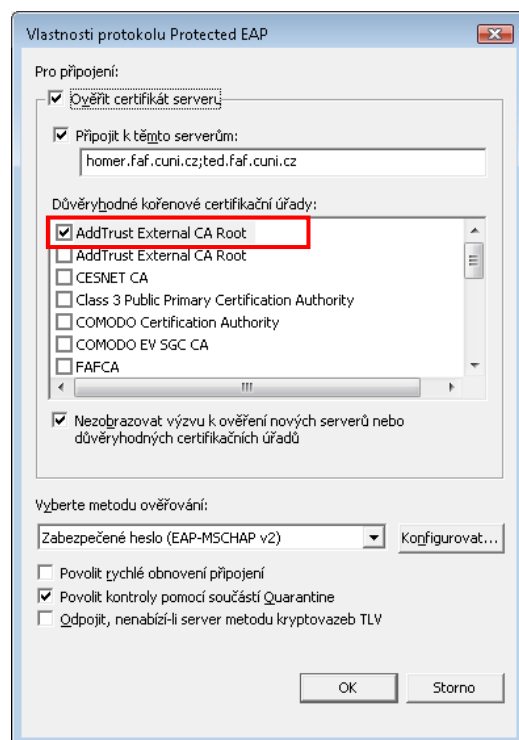 Vlastnosti protokolu Protected EAP
Pro připojení:
Ověřit certifikát serveru
Připojit k těmto serverům:
homer.faf.cuni.cz;ted.faf.cuni.cz
Důvěryhodné kořenové certifikační úřady:
AddTrust External CA Root
AddTrust External CA Root
CESNET CA
Class 3 Public Primary Certification Authority
COMODO Certification Authority
COMODO EV SGC CA
FAFCA
Nezobrazovat výzvu k ověření nových serverů nebo
důvěryhodných certifikačních úřadů
Vyberte metodu ověřování:
Zabezpečené heslo (EAP-MSCHAP v2)
Konfigurovat...
Povolit rychlé obnovení připojení
Povolit kontroly pomocí součástí Quarantine
Odpojit, nenabízí-li server metodu kryptovazeb TLV
OK
Storno